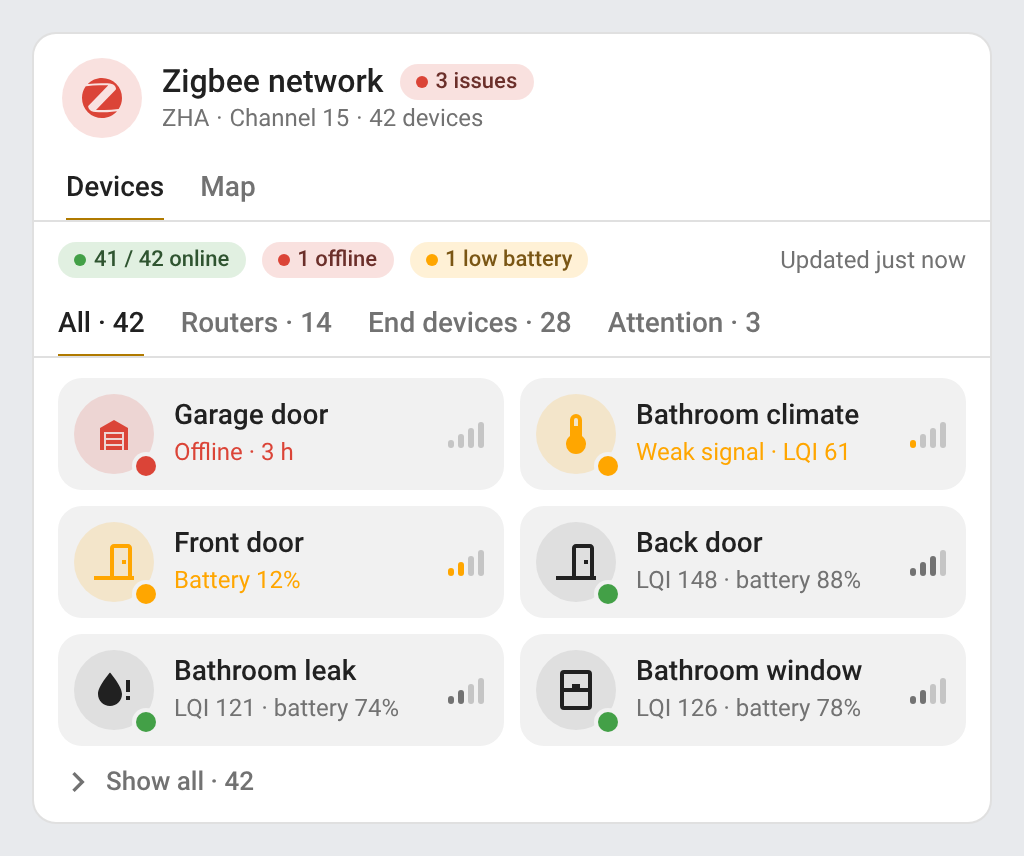 Zigbee network
3 issues
ZHA · Channel 15 · 42 devices
Devices
Map
41 / 42 online
1 offline
1 low battery
Updated just now
All · 42
Routers · 14
End devices · 28
Attention · 3
Garage door
Offline · 3 h
Bathroom climate
Weak signal · LQI 61
Front door
Battery 12%
Back door
LQI 148 · battery 88%
Bathroom leak
LQI 121 · battery 74%
Bathroom window
LQI 126 · battery 78%
Show all · 42